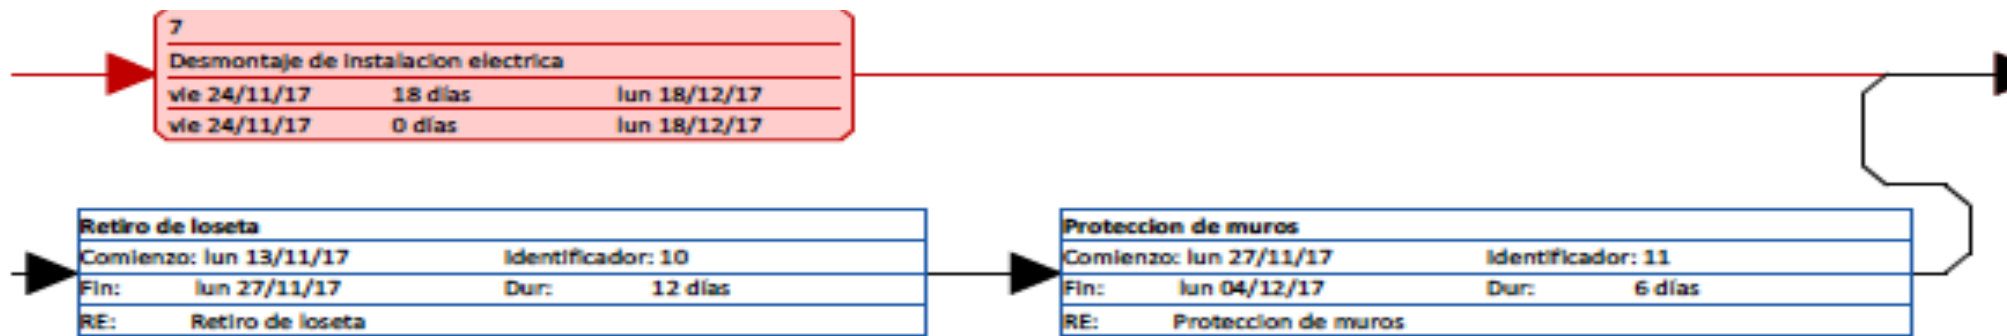 7
Desmontaje de instalacion electrica
vie 24/11/17 18 días lun 18/12/17
vie 24/11/17 0 días lun 18/12/17
Retiro de loseta
Comienzo: lun 13/11/17 Identificador: 10
Fin: lun 27/11/17 Dur: 12 días
RE: Retiro de loseta
Proteccion de muros
Comienzo: lun 27/11/17 Identificador: 11
Fin: lun 04/12/17 Dur: 6 días
RE: Proteccion de muros